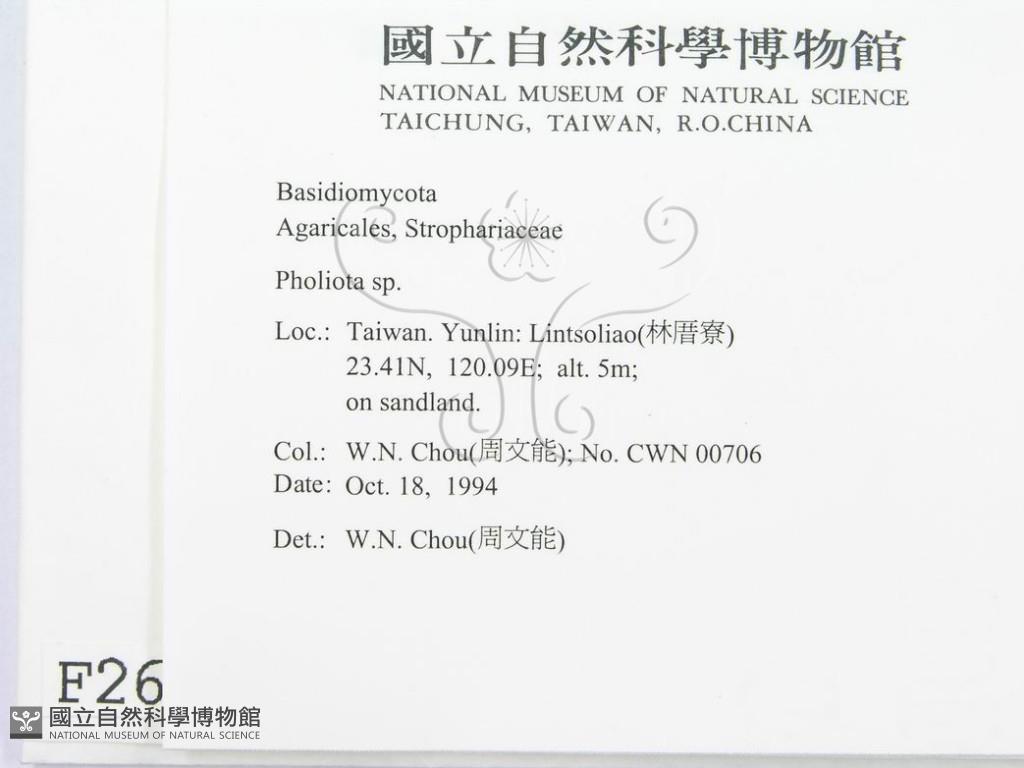 國立自然科學博物館
NATIONAL MUSEUM OF NATURAL SCIENCE
TAICHUNG, TAIWAN, R.O.CHINA
Basidiomycota
Agaricales, Strophariaceae
Pholiota sp.
Loc.: Taiwan. Yunlin: Lintsoliao(林厝寮)
23.41N, 120.09E; alt. 5m;
on sandland.
Col.: W.N. Chou(周文能); No. CWN 00706
Date: Oct. 18, 1994
Det.: W.N. Chou(周文能)
F26
國立自然科學博物館
NATIONAL MUSEUM OF NATURAL SCIENCE